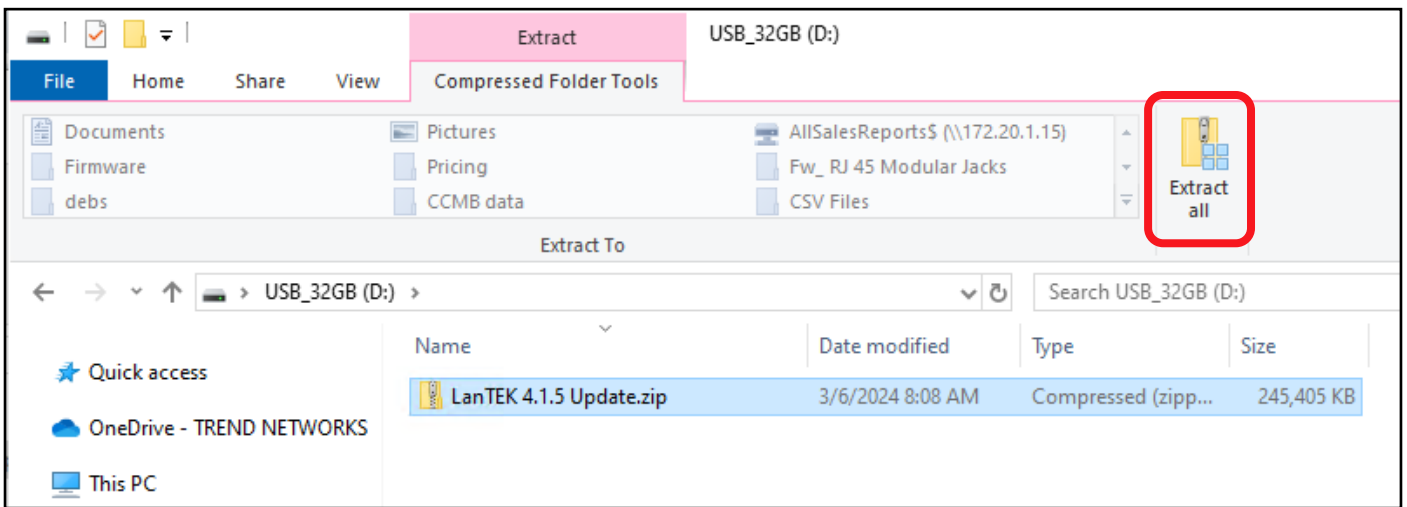 Extract USB_32GB (D:)
File Home Share View Compressed Folder Tools
Documents Pictures AllSalesReports$ (\\172.20.1.15)
Firmware Pricing Fw_ RJ 45 Modular Jacks
debs CCMB data CSV Files
Extract
all
Extract To
USB_32GB (D:) Search USB_32GB (D:)
Name Date modified Type Size
Quick access
LanTEK 4.1.5 Update.zip 3/6/2024 8:08 AM Compressed (zipp... 245,405 KB
OneDrive - TREND NETWORKS
This PC